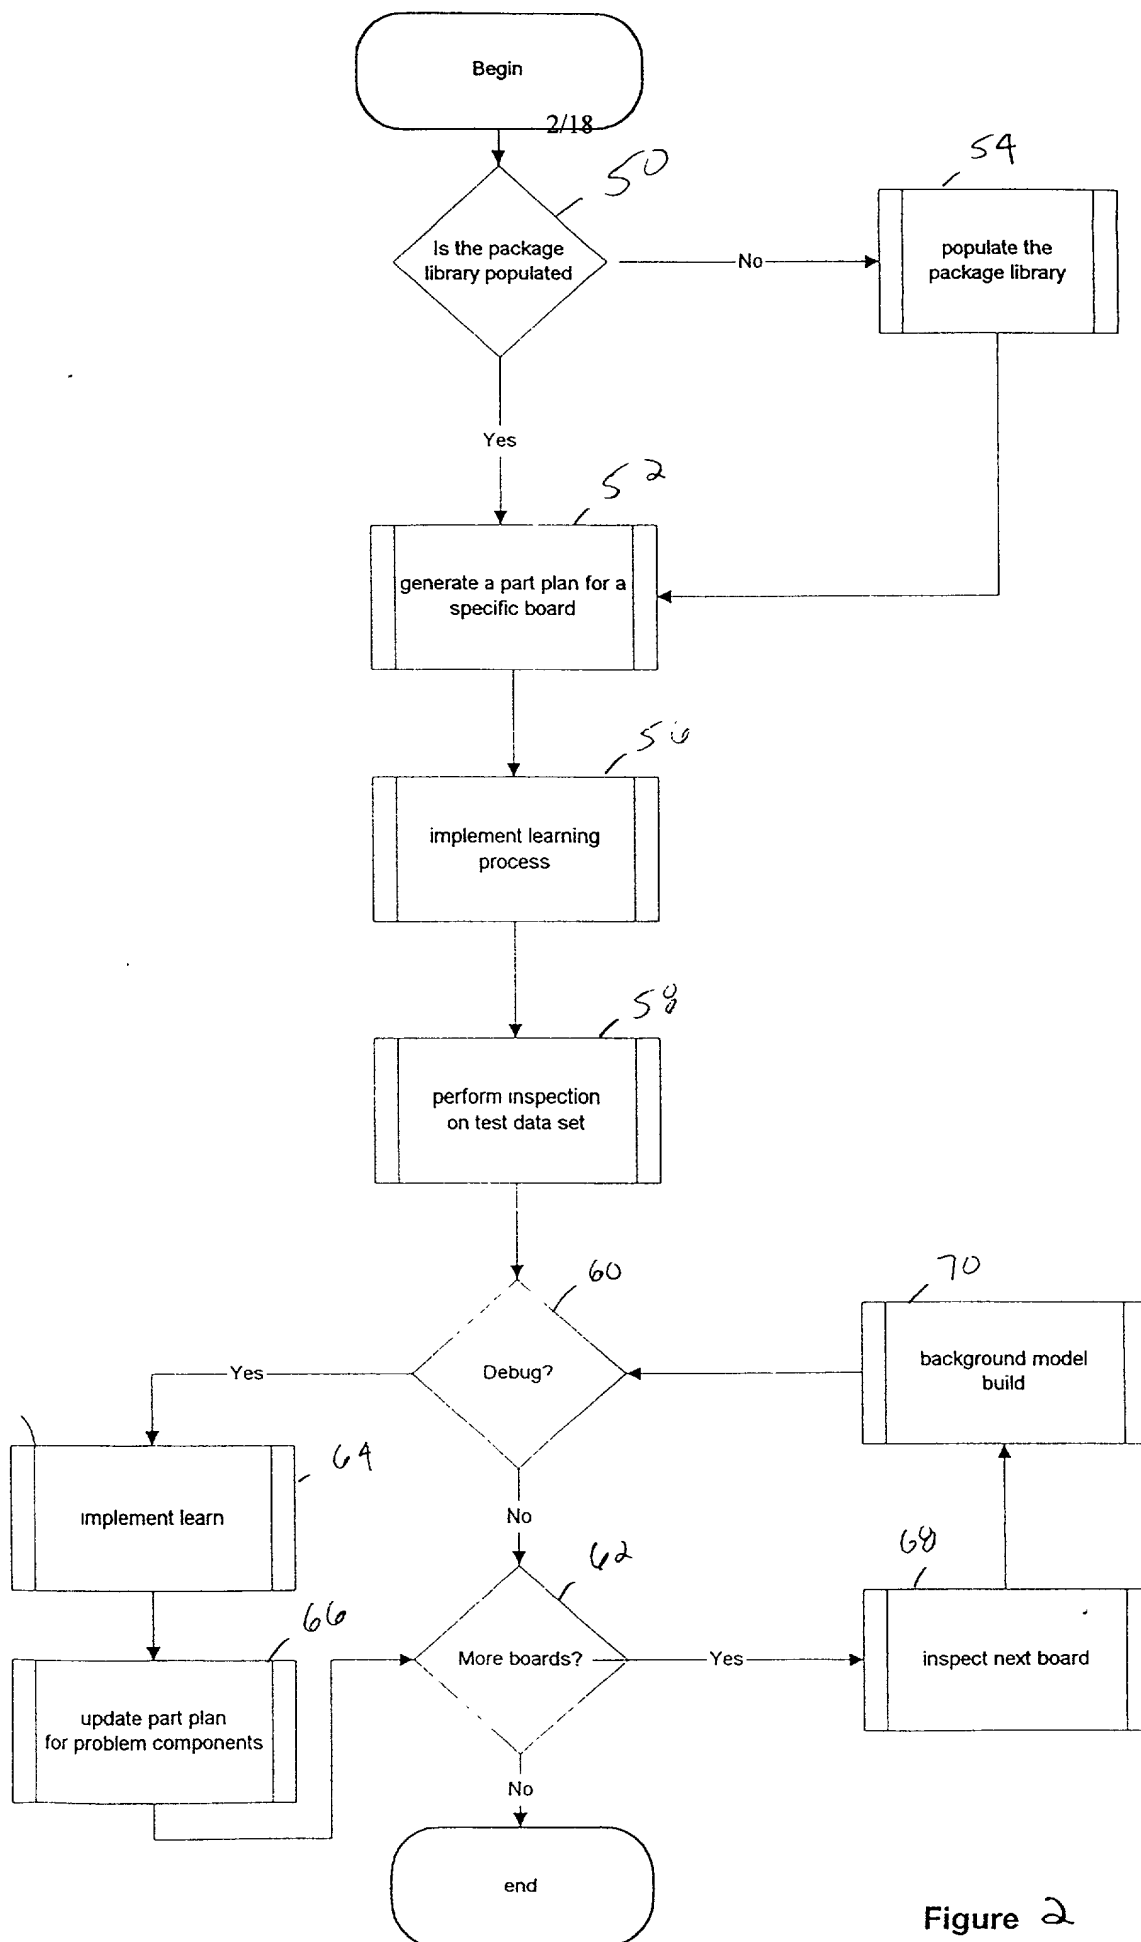 Begin
2/18
50
54
Is the package
library populated
No
populate the
package library
Yes
52
generate a part plan for a
specific board
56
implement learning
process
58
perform inspection
on test data set
60
70
Yes
Debug?
background model
build
64
implement learn
No
62
68
66
More boards?
Yes
inspect next board
update part plan
for problem components
No
end
Figure 2